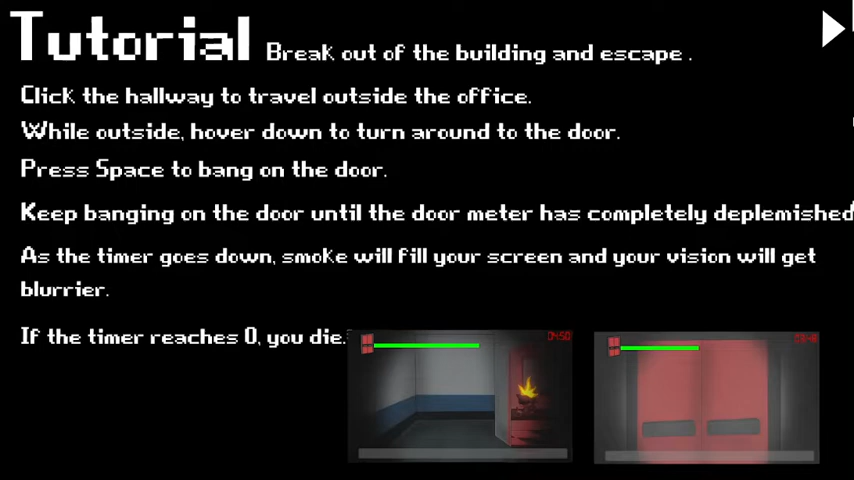 Tutorial Break out of the building and escape .
Click the hallway to travel outside the office.
While outside, hover down to turn around to the door.
Press Space to bang on the door.
Keep banging on the door until the door meter has completely deplemished
As the timer goes down, smoke will fill your screen and your vision will get
blurrier.
If the timer reaches 0, you die.
04:50